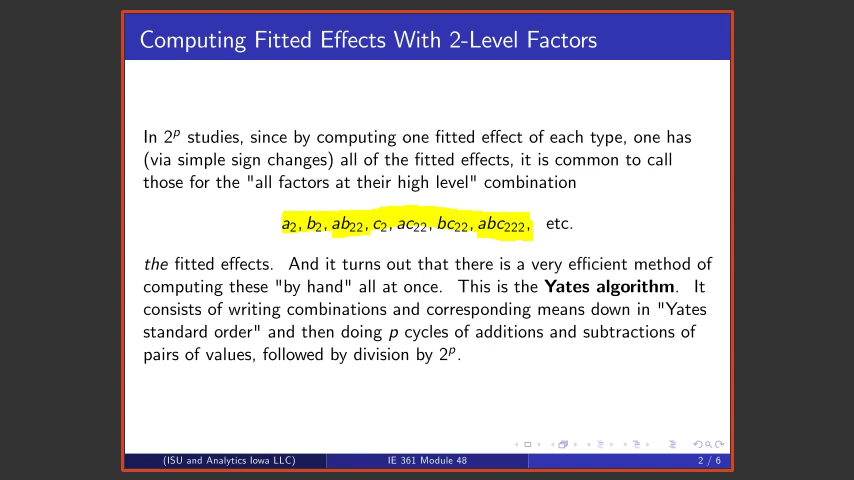 Computing Fitted Effects With 2-Level Factors
In 2ᵖ studies, since by computing one fitted effect of each type, one has
(via simple sign changes) all of the fitted effects, it is common to call
those for the "all factors at their high level" combination
a₂, b₂, ab₂₂, c₂, ac₂₂, bc₂₂, abc₂₂₂, etc.
the fitted effects. And it turns out that there is a very efficient method of
computing these "by hand" all at once. This is the Yates algorithm. It
consists of writing combinations and corresponding means down in "Yates
standard order" and then doing p cycles of additions and subtractions of
pairs of values, followed by division by 2ᵖ.
(ISU and Analytics Iowa LLC) IE 361 Module 48 2 / 6